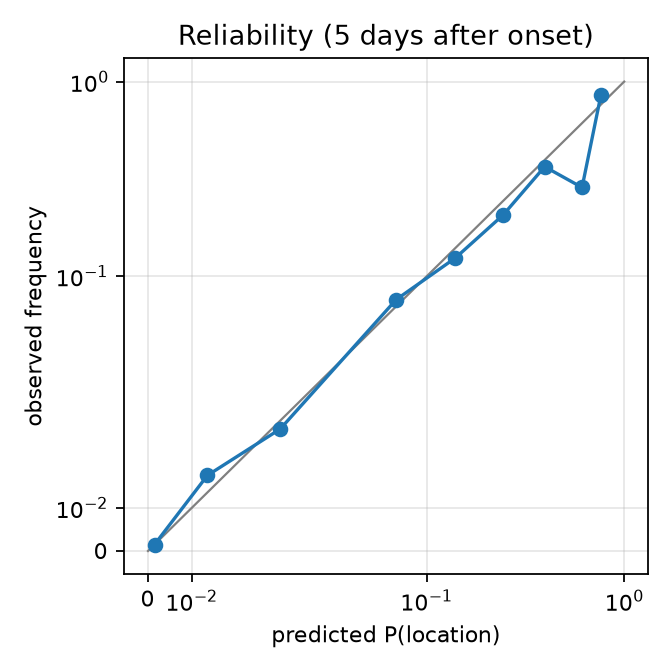 Reliability (5 days after onset)
10⁰
10⁻¹
10⁻²
0
observed frequency
0 10⁻² 10⁻¹ 10⁰
predicted P(location)